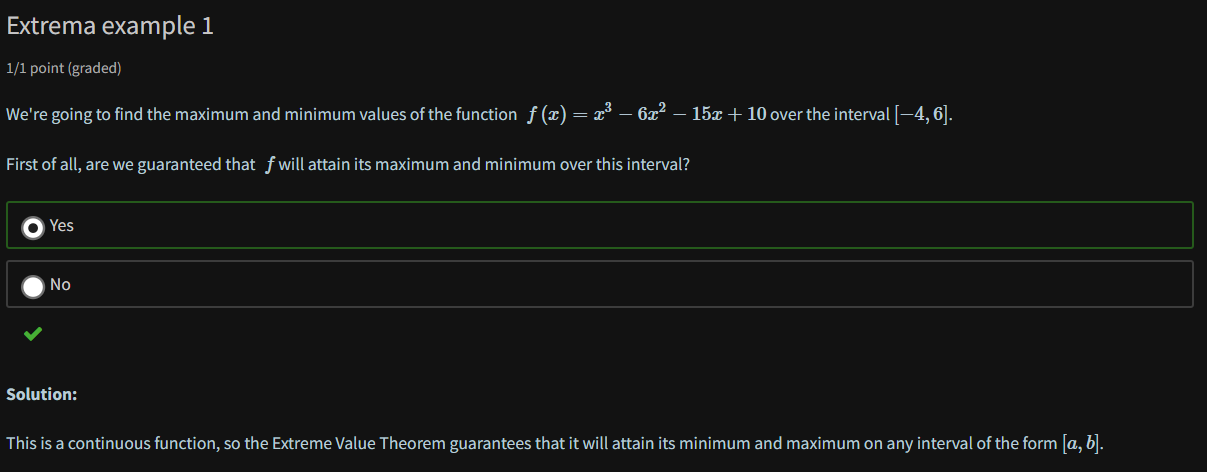 Extrema example 1
1/1 point (graded)
We're going to find the maximum and minimum values of the function f(x) = x³ − 6x² − 15x + 10 over the interval [−4, 6].
First of all, are we guaranteed that f will attain its maximum and minimum over this interval?
Yes
No
Solution:
This is a continuous function, so the Extreme Value Theorem guarantees that it will attain its minimum and maximum on any interval of the form [a, b].